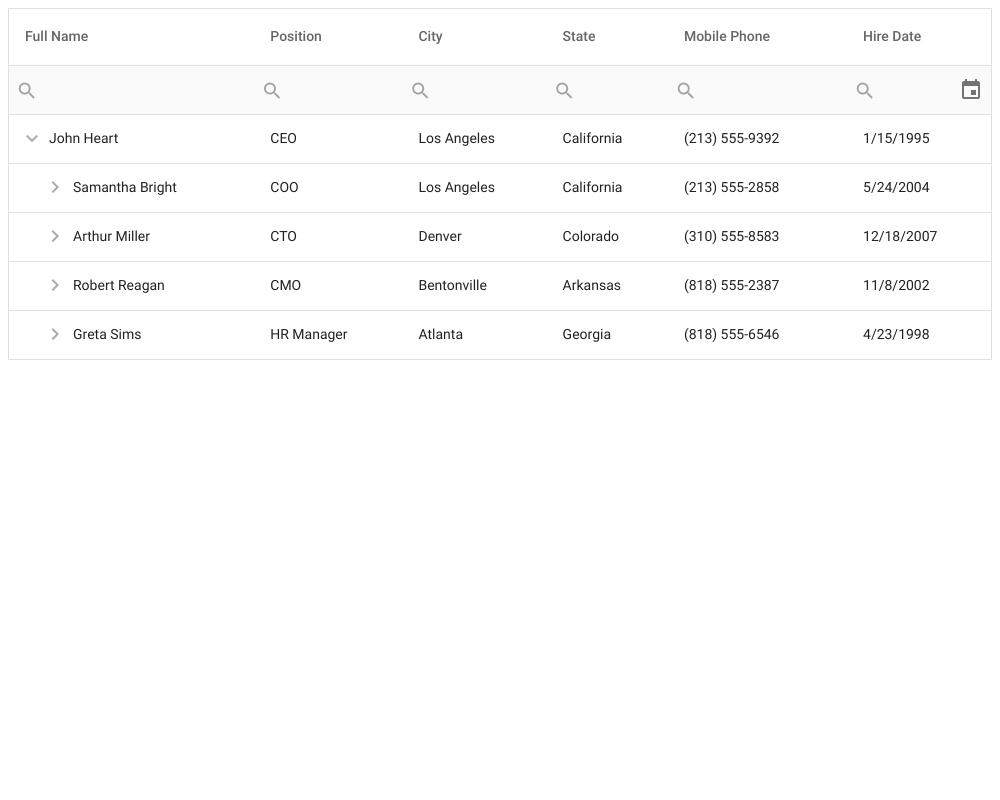 Full Name Position City State Mobile Phone Hire Date
John Heart CEO Los Angeles California (213) 555-9392 1/15/1995
Samantha Bright COO Los Angeles California (213) 555-2858 5/24/2004
Arthur Miller CTO Denver Colorado (310) 555-8583 12/18/2007
Robert Reagan CMO Bentonville Arkansas (818) 555-2387 11/8/2002
Greta Sims HR Manager Atlanta Georgia (818) 555-6546 4/23/1998